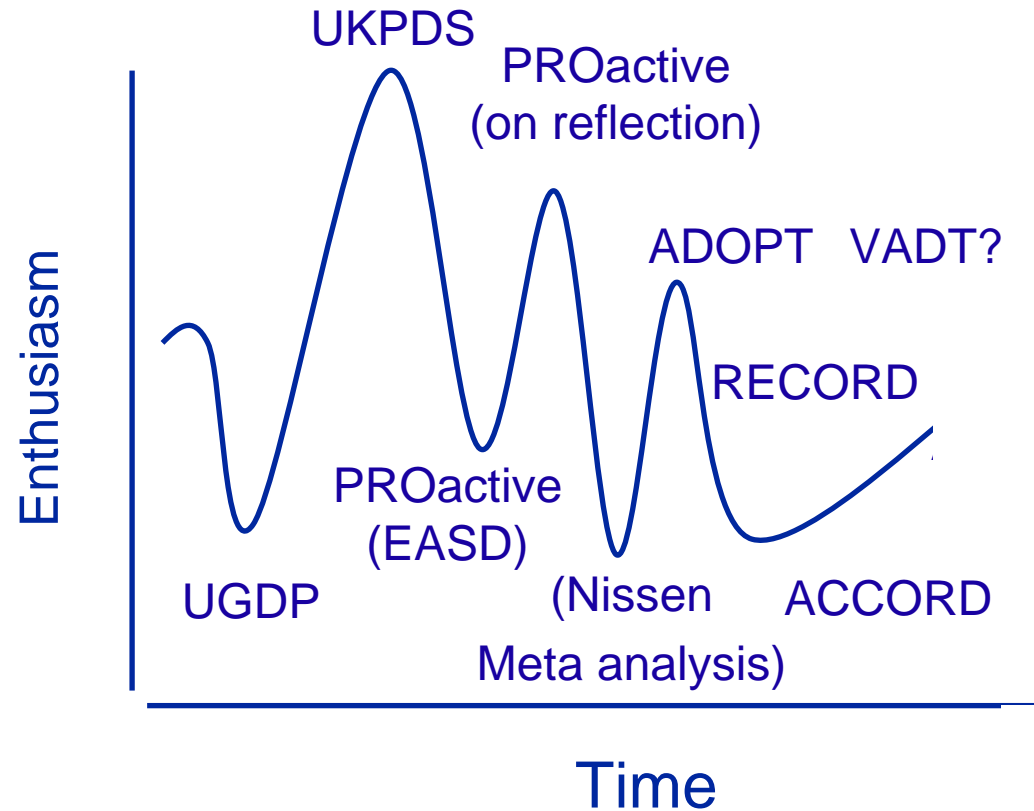 UKPDS
PROactive
(on reflection)
ADOPT VADT?
RECORD
Enthusiasm
PROactive
(EASD)
UGDP
(Nissen
Meta analysis)
ACCORD
Time